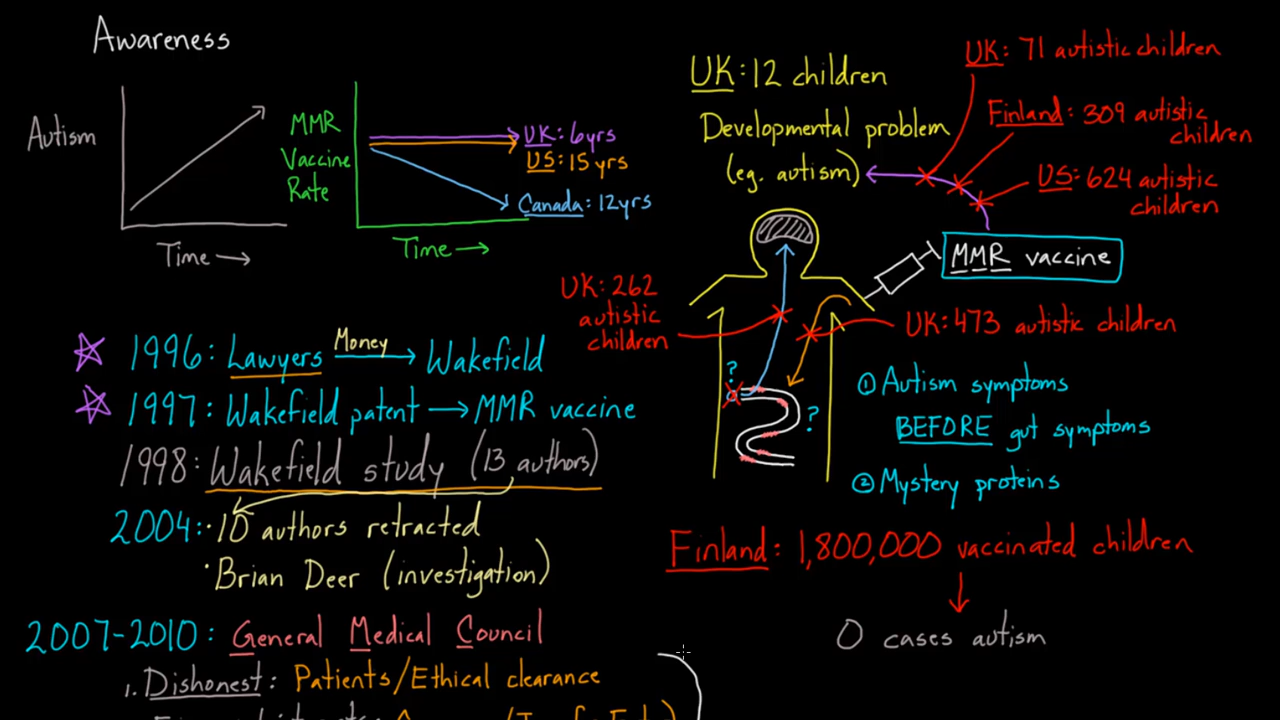 Awareness
Autism
Time
MMR
Vaccine
Rate
Time
UK: 6yrs
US: 15 yrs
Canada: 12yrs
1996: Lawyers Money Wakefield
1997: Wakefield patent → MMR vaccine
1998: Wakefield study (13 authors)
2004: · 10 authors retracted
· Brian Deer (investigation)
2007-2010: General Medical Council
1. Dishonest: Patients/Ethical clearance
UK: 12 children
Developmental problem
(eg. autism)
UK: 71 autistic children
Finland: 309 autistic
children
US: 624 autistic
children
MMR vaccine
UK: 262
autistic
children
UK: 473 autistic children
?
?
① Autism symptoms
BEFORE gut symptoms
② Mystery proteins
Finland: 1,800,000 vaccinated children
0 cases autism